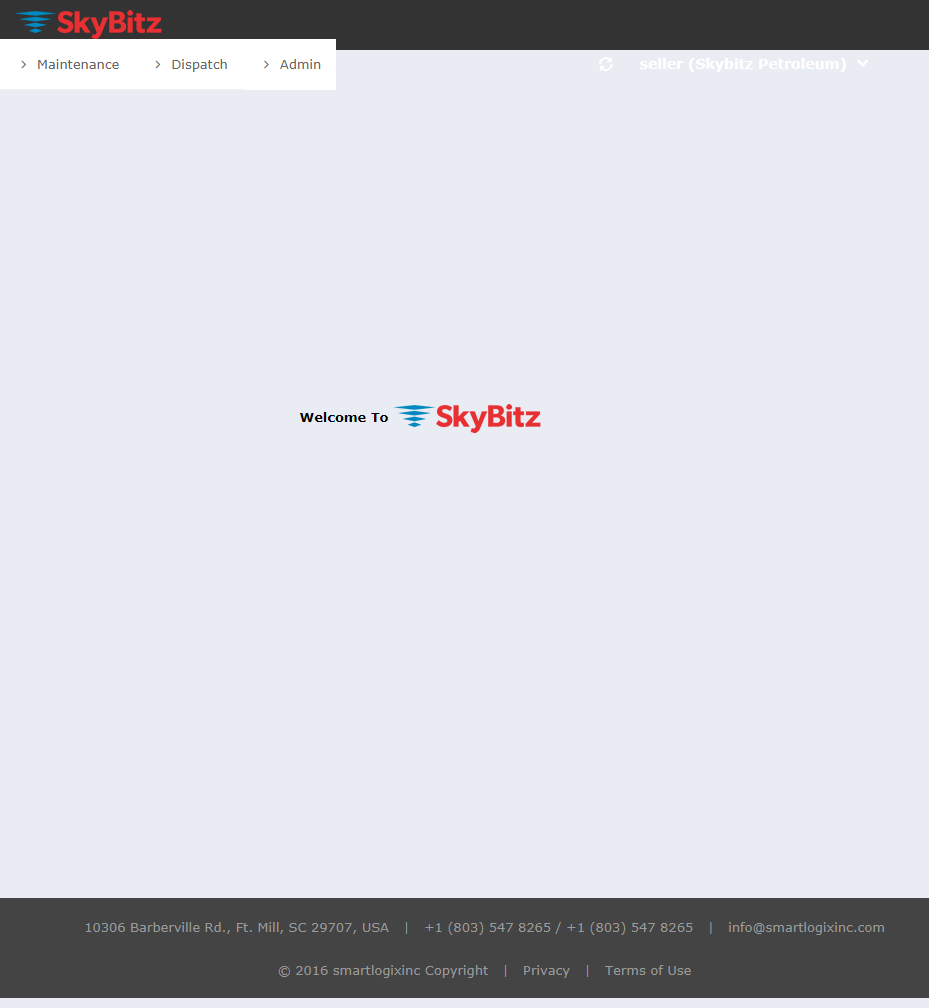 SkyBitz
Maintenance Dispatch Admin seller (Skybitz Petroleum)
Welcome To SkyBitz
10306 Barberville Rd., Ft. Mill, SC 29707, USA | +1 (803) 547 8265 / +1 (803) 547 8265 | info@smartlogixinc.com
© 2016 smartlogixinc Copyright | Privacy | Terms of Use